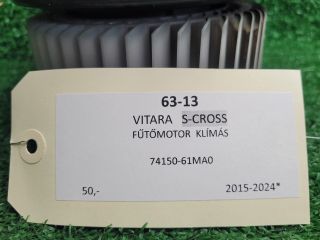 63-13
VITARA S-CROSS
FŰTŐMOTOR KLÍMÁS
74150-61MA0
50,- 2015-2024*